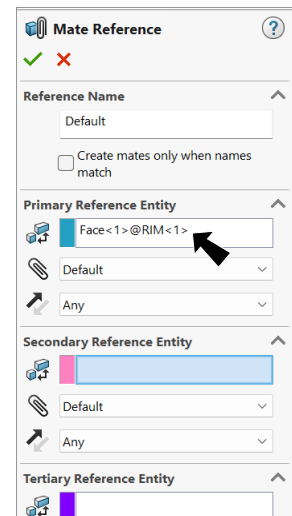 Mate Reference
?
Reference Name
Default
Create mates only when names
match
Primary Reference Entity
Face<1>@RIM<1>
Default
Any
Secondary Reference Entity
Default
Any
Tertiary Reference Entity